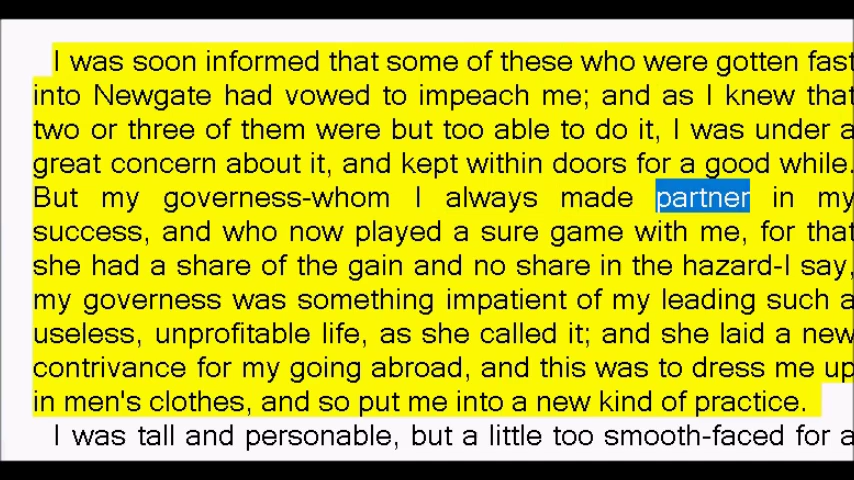 I was soon informed that some of these who were gotten fast
into Newgate had vowed to impeach me; and as I knew that
two or three of them were but too able to do it, I was under a
great concern about it, and kept within doors for a good while.
But my governess-whom I always made partner in my
success, and who now played a sure game with me, for that
she had a share of the gain and no share in the hazard-I say,
my governess was something impatient of my leading such a
useless, unprofitable life, as she called it; and she laid a new
contrivance for my going abroad, and this was to dress me up
in men's clothes, and so put me into a new kind of practice.
I was tall and personable, but a little too smooth-faced for a